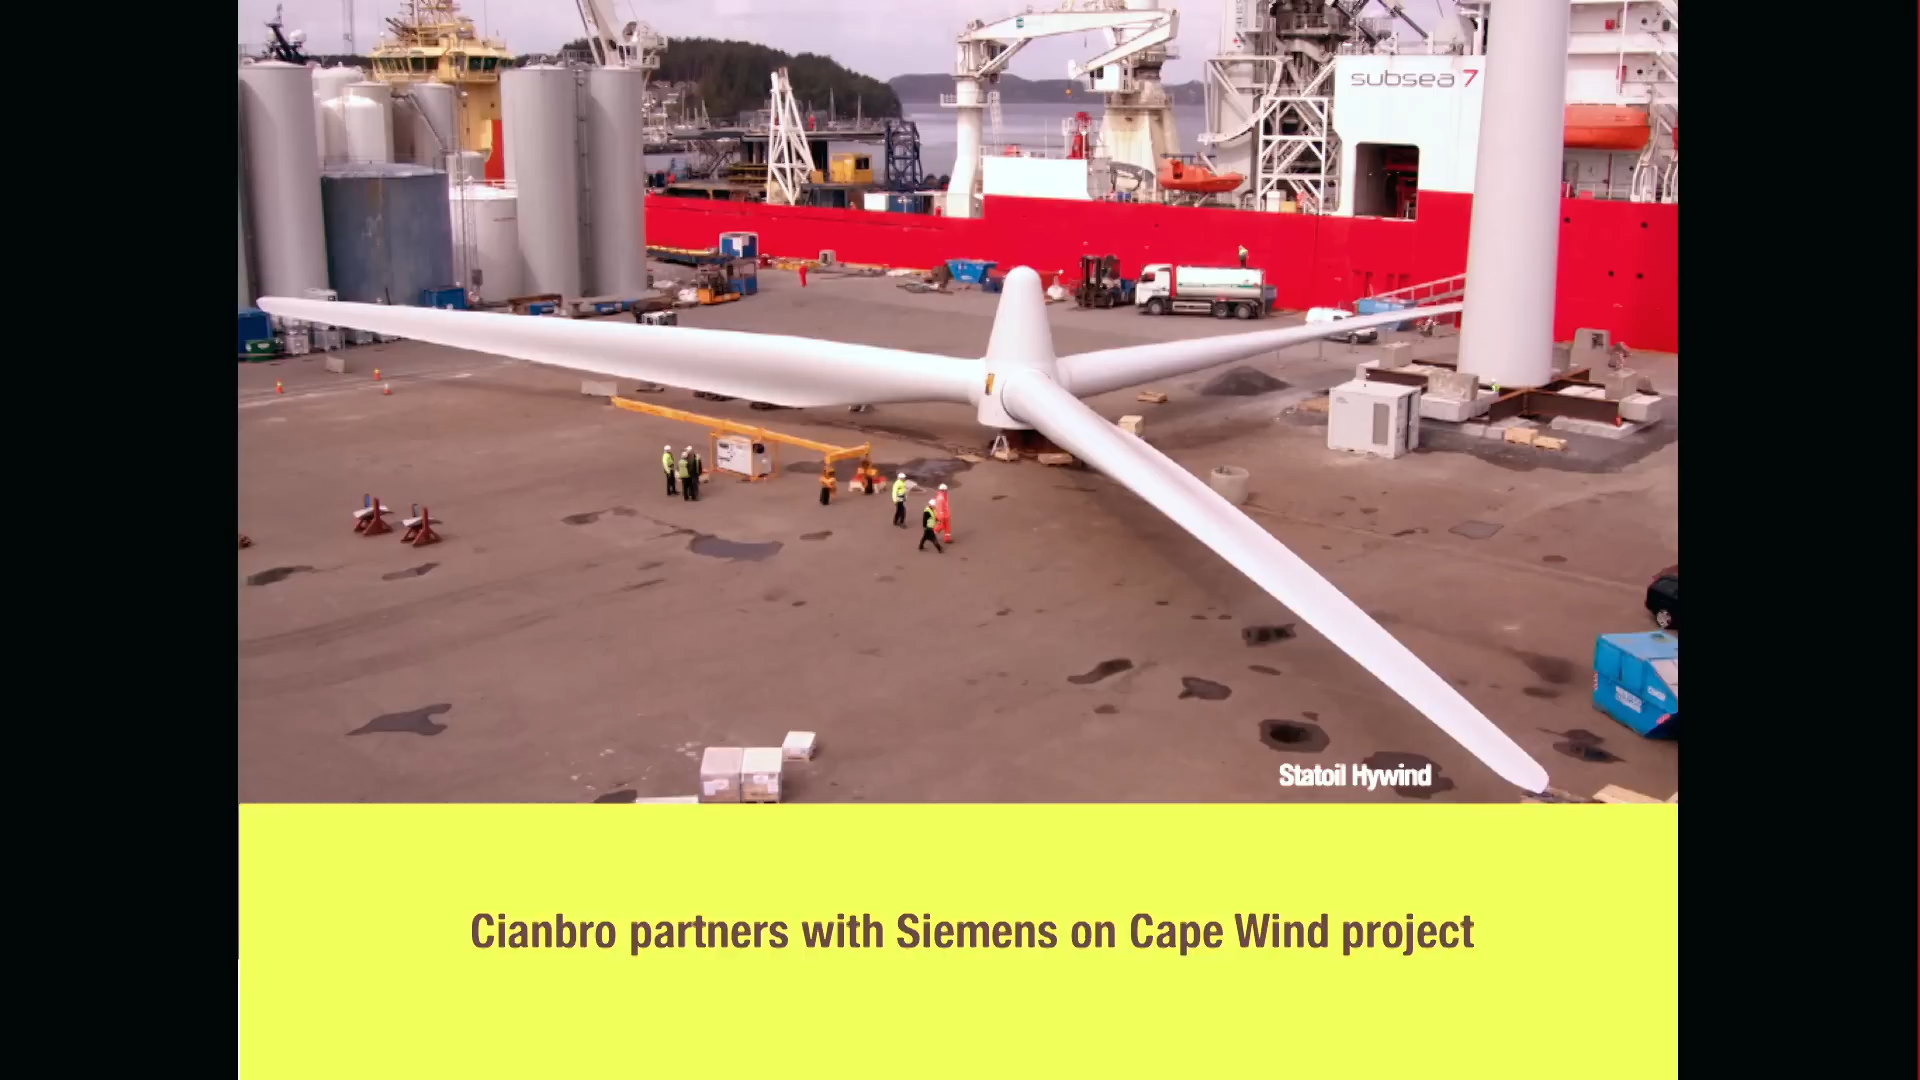 subsea 7
Statoil Hywind
Cianbro partners with Siemens on Cape Wind project